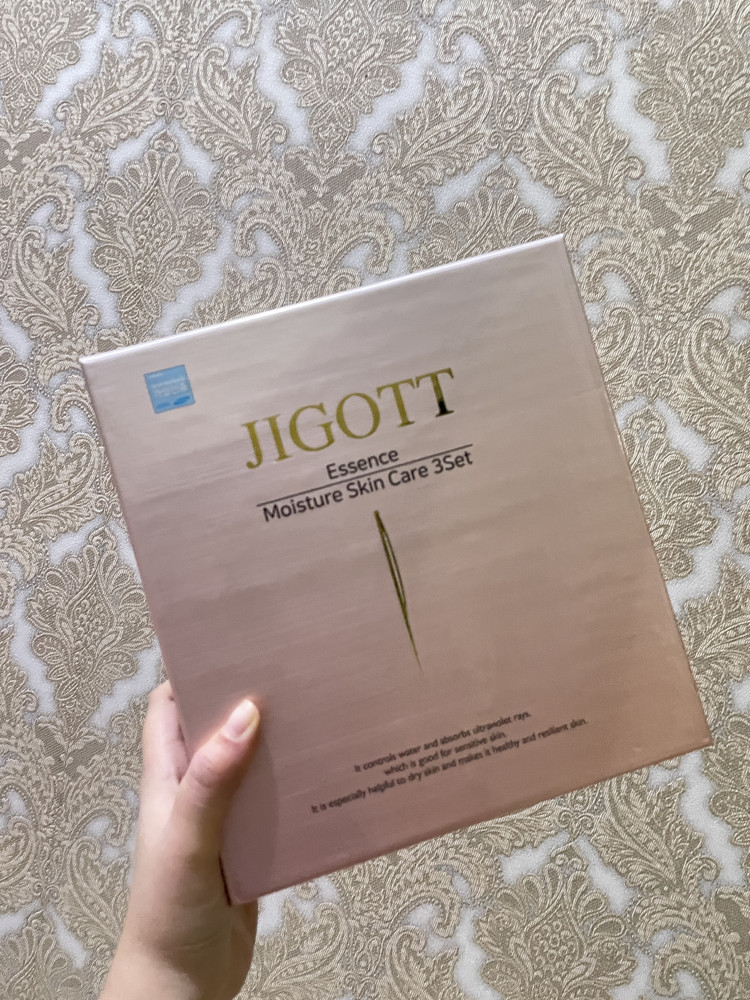 JIGOTT
Essence
Moisture Skin Care 3Set
It controls water and absorbs ultraviolet rays,
which is good for sensitive skin.
It is especially helpful to dry skin and makes it healthy and resilient skin.